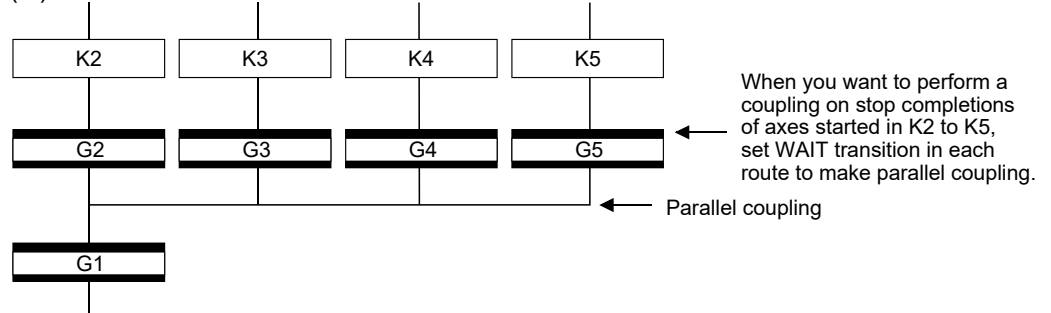 K2 K3 K4 K5
When you want to perform a
coupling on stop completions
of axes started in K2 to K5,
set WAIT transition in each
route to make parallel coupling.
G2 G3 G4 G5
Parallel coupling
G1